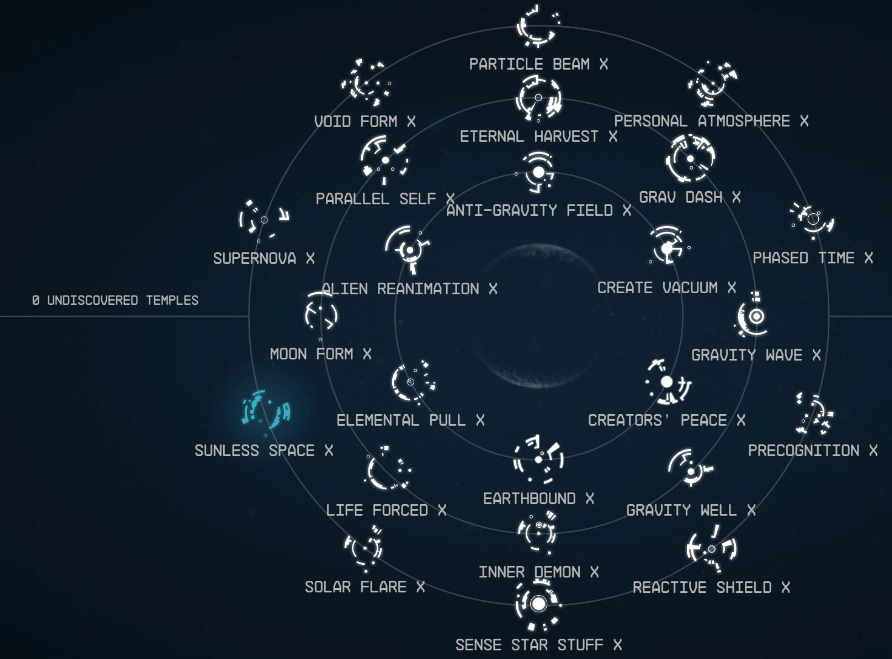 PARTICLE BEAM X
VOID FORM X
PERSONAL ATMOSPHERE X
ETERNAL HARVEST X
PARALLEL SELF X
GRAV DASH X
ANTI-GRAVITY FIELD X
SUPERNOVA X
PHASED TIME X
ALIEN REANIMATION X
CREATE VACUUM X
0 UNDISCOVERED TEMPLES
MOON FORM X
GRAVITY WAVE X
ELEMENTAL PULL X
CREATORS' PEACE X
SUNLESS SPACE X
PRECOGNITION X
EARTHBOUND X
LIFE FORCED X
GRAVITY WELL X
INNER DEMON X
SOLAR FLARE X
REACTIVE SHIELD X
SENSE STAR STUFF X